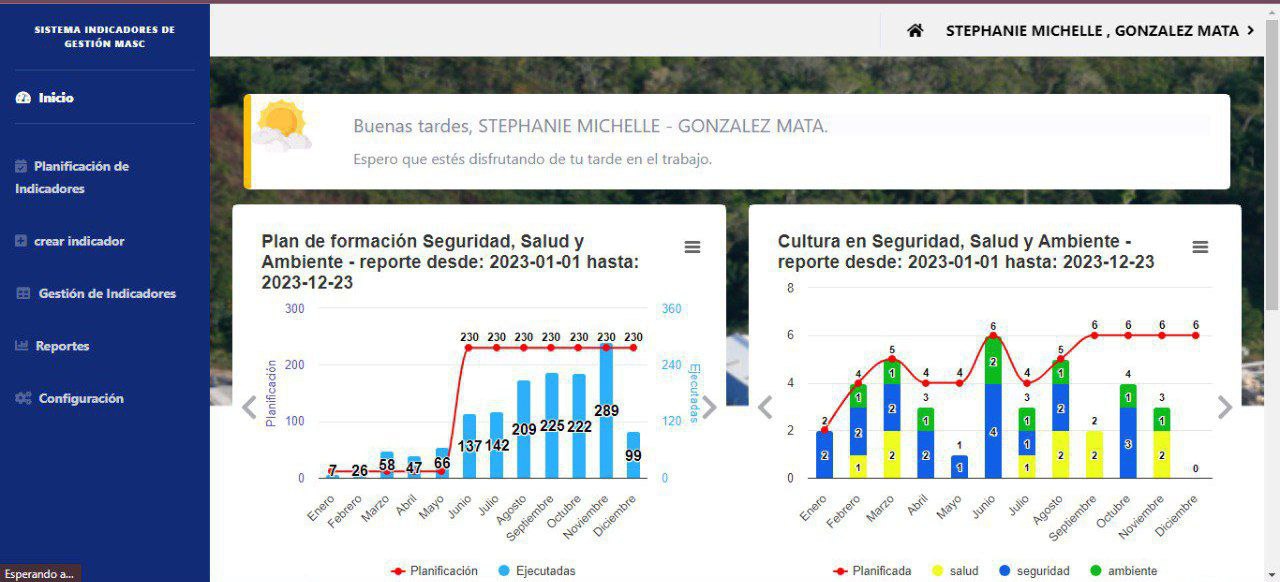 SISTEMA INDICADORES DE
GESTIÓN MASC
STEPHANIE MICHELLE , GONZALEZ MATA
Inicio
Planificación de
Indicadores
crear indicador
Gestión de Indicadores
Reportes
Configuración
Esperando a...
Buenas tardes, STEPHANIE MICHELLE - GONZALEZ MATA.
Espero que estés disfrutando de tu tarde en el trabajo.
Plan de formación Seguridad, Salud y
Ambiente - reporte desde: 2023-01-01 hasta:
2023-12-23
300
200
100
0
Planificación
360
240
120
0
Ejecutadas
230 230 230 230 230 230 230
7 26 58 47 66 137 142 209 225 222 289 99
Enero
Febrero
Marzo
Abril
Mayo
Junio
Julio
Agosto
Septiembre
Octubre
Noviembre
Diciembre
Planificación Ejecutadas
Cultura en Seguridad, Salud y Ambiente -
reporte desde: 2023-01-01 hasta: 2023-12-23
8
6
4
2
0
2 4 5 4 4 6 4 5 6 6 6 6
2
1 2 1
1 2 2
3 1 2
1 1
2 4
3 1 1 1
1 2 2
2 2
4 1 3
3 1 2
0
Enero
Febrero
Marzo
Abril
Mayo
Junio
Julio
Agosto
Septiembre
Octubre
Noviembre
Diciembre
Planificada salud seguridad ambiente